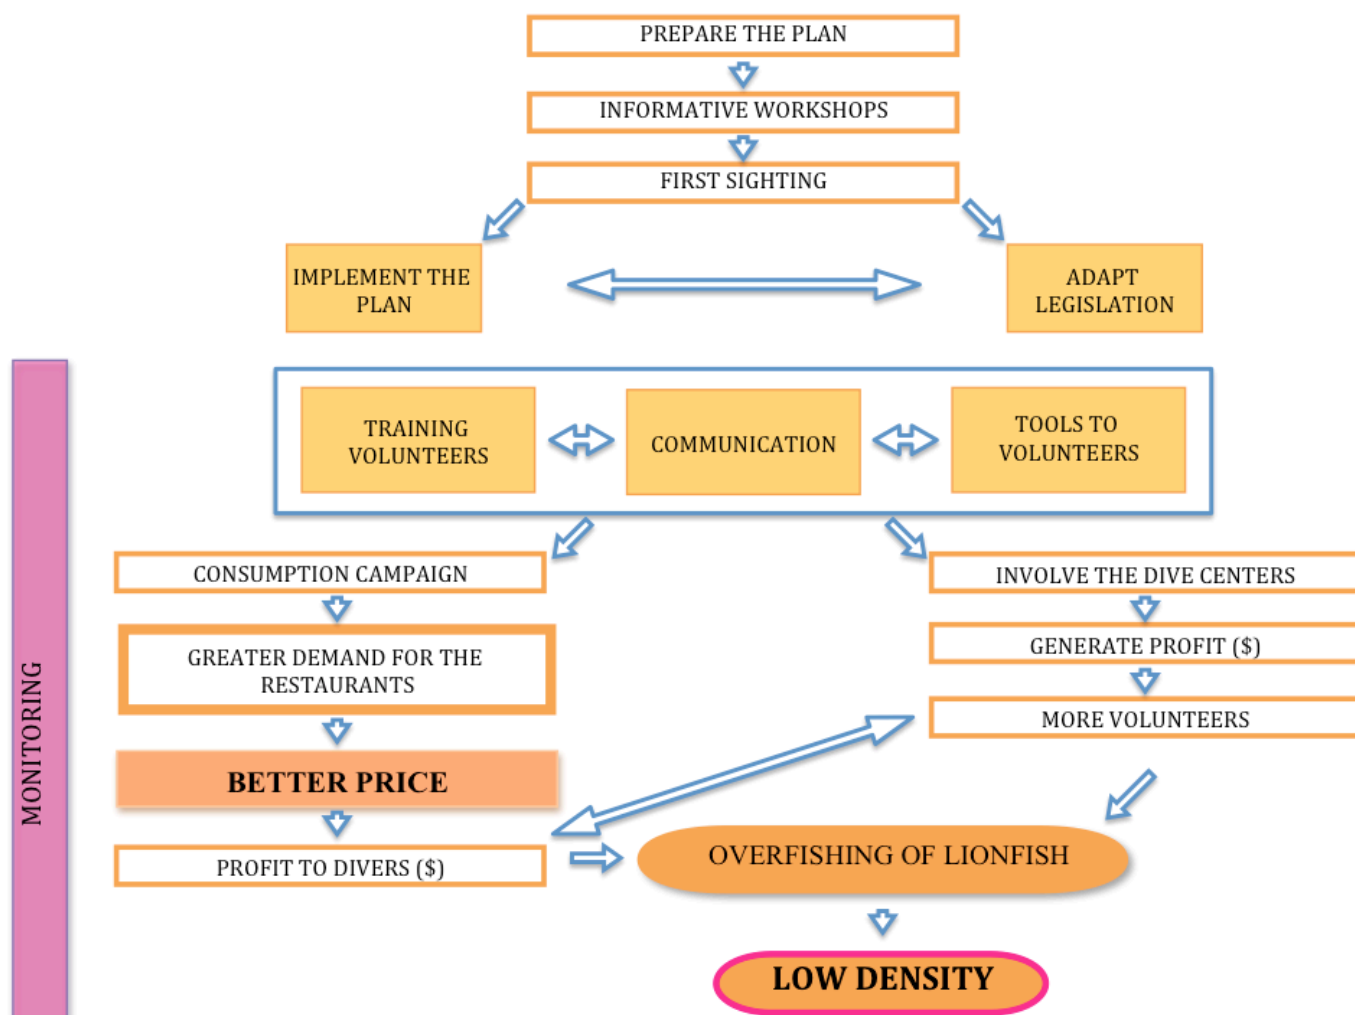 PREPARE THE PLAN
INFORMATIVE WORKSHOPS
FIRST SIGHTING
IMPLEMENT THE
PLAN
ADAPT
LEGISLATION
MONITORING
TRAINING
VOLUNTEERS
COMMUNICATION
TOOLS TO
VOLUNTEERS
CONSUMPTION CAMPAIGN
GREATER DEMAND FOR THE
RESTAURANTS
BETTER PRICE
PROFIT TO DIVERS ($)
INVOLVE THE DIVE CENTERS
GENERATE PROFIT ($)
MORE VOLUNTEERS
OVERFISHING OF LIONFISH
LOW DENSITY